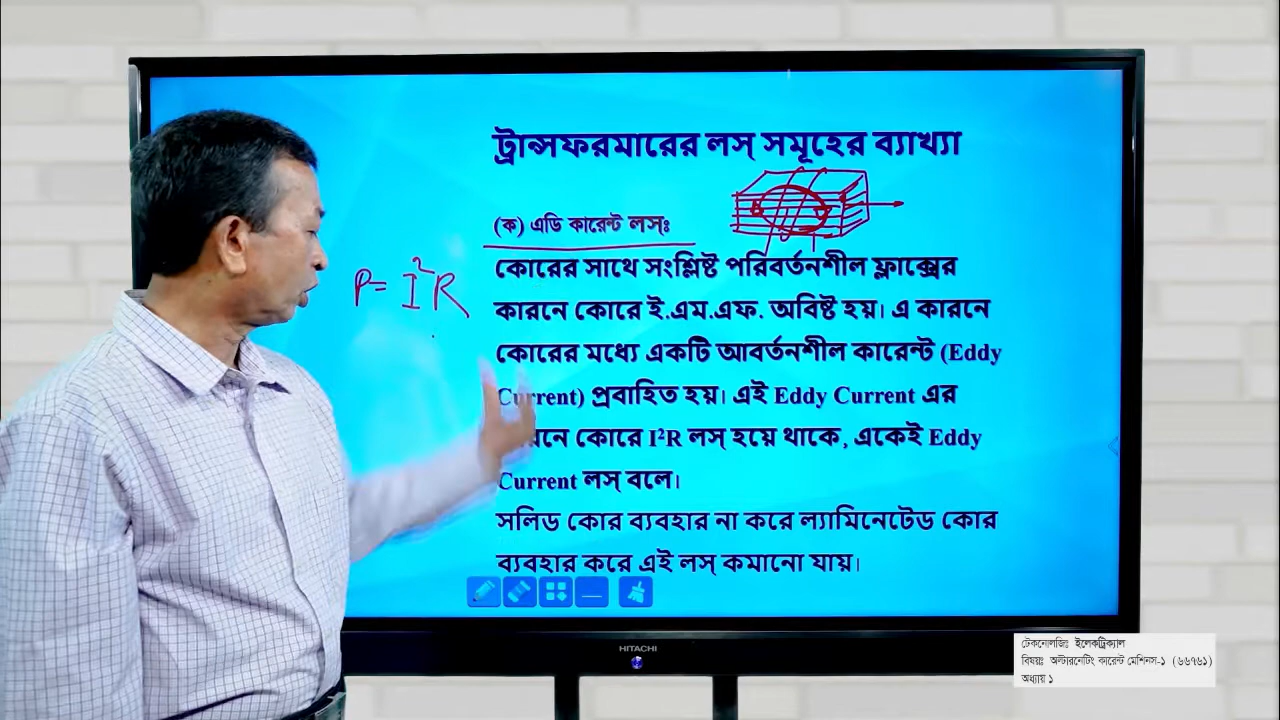 ট্রান্সফরমারের লস্ সমূহের ব্যাখ্যা
(ক) এডি কারেন্ট লস্ঃ
P= I²R
কোরের সাথে সংশ্লিষ্ট পরিবর্তনশীল ফ্লাক্সের
কারনে কোরে ই.এম.এফ. অবিষ্ট হয়। এ কারনে
কোরের মধ্যে একটি আবর্তনশীল কারেন্ট (Eddy
Current) প্রবাহিত হয়। এই Eddy Current এর
রনে কোরে I²R লস্ হয়ে থাকে, একেই Eddy
Current লস্ বলে।
সলিড কোর ব্যবহার না করে ল্যামিনেটেড কোর
ব্যবহার করে এই লস্ কমানো যায়।
HITACHI
টেকনোলজিঃ ইলেকট্রিক্যাল
বিষয়ঃ অল্টারনেটিং কারেন্ট মেশিনস-১ (৬৬৭৬১)
অধ্যায় ১